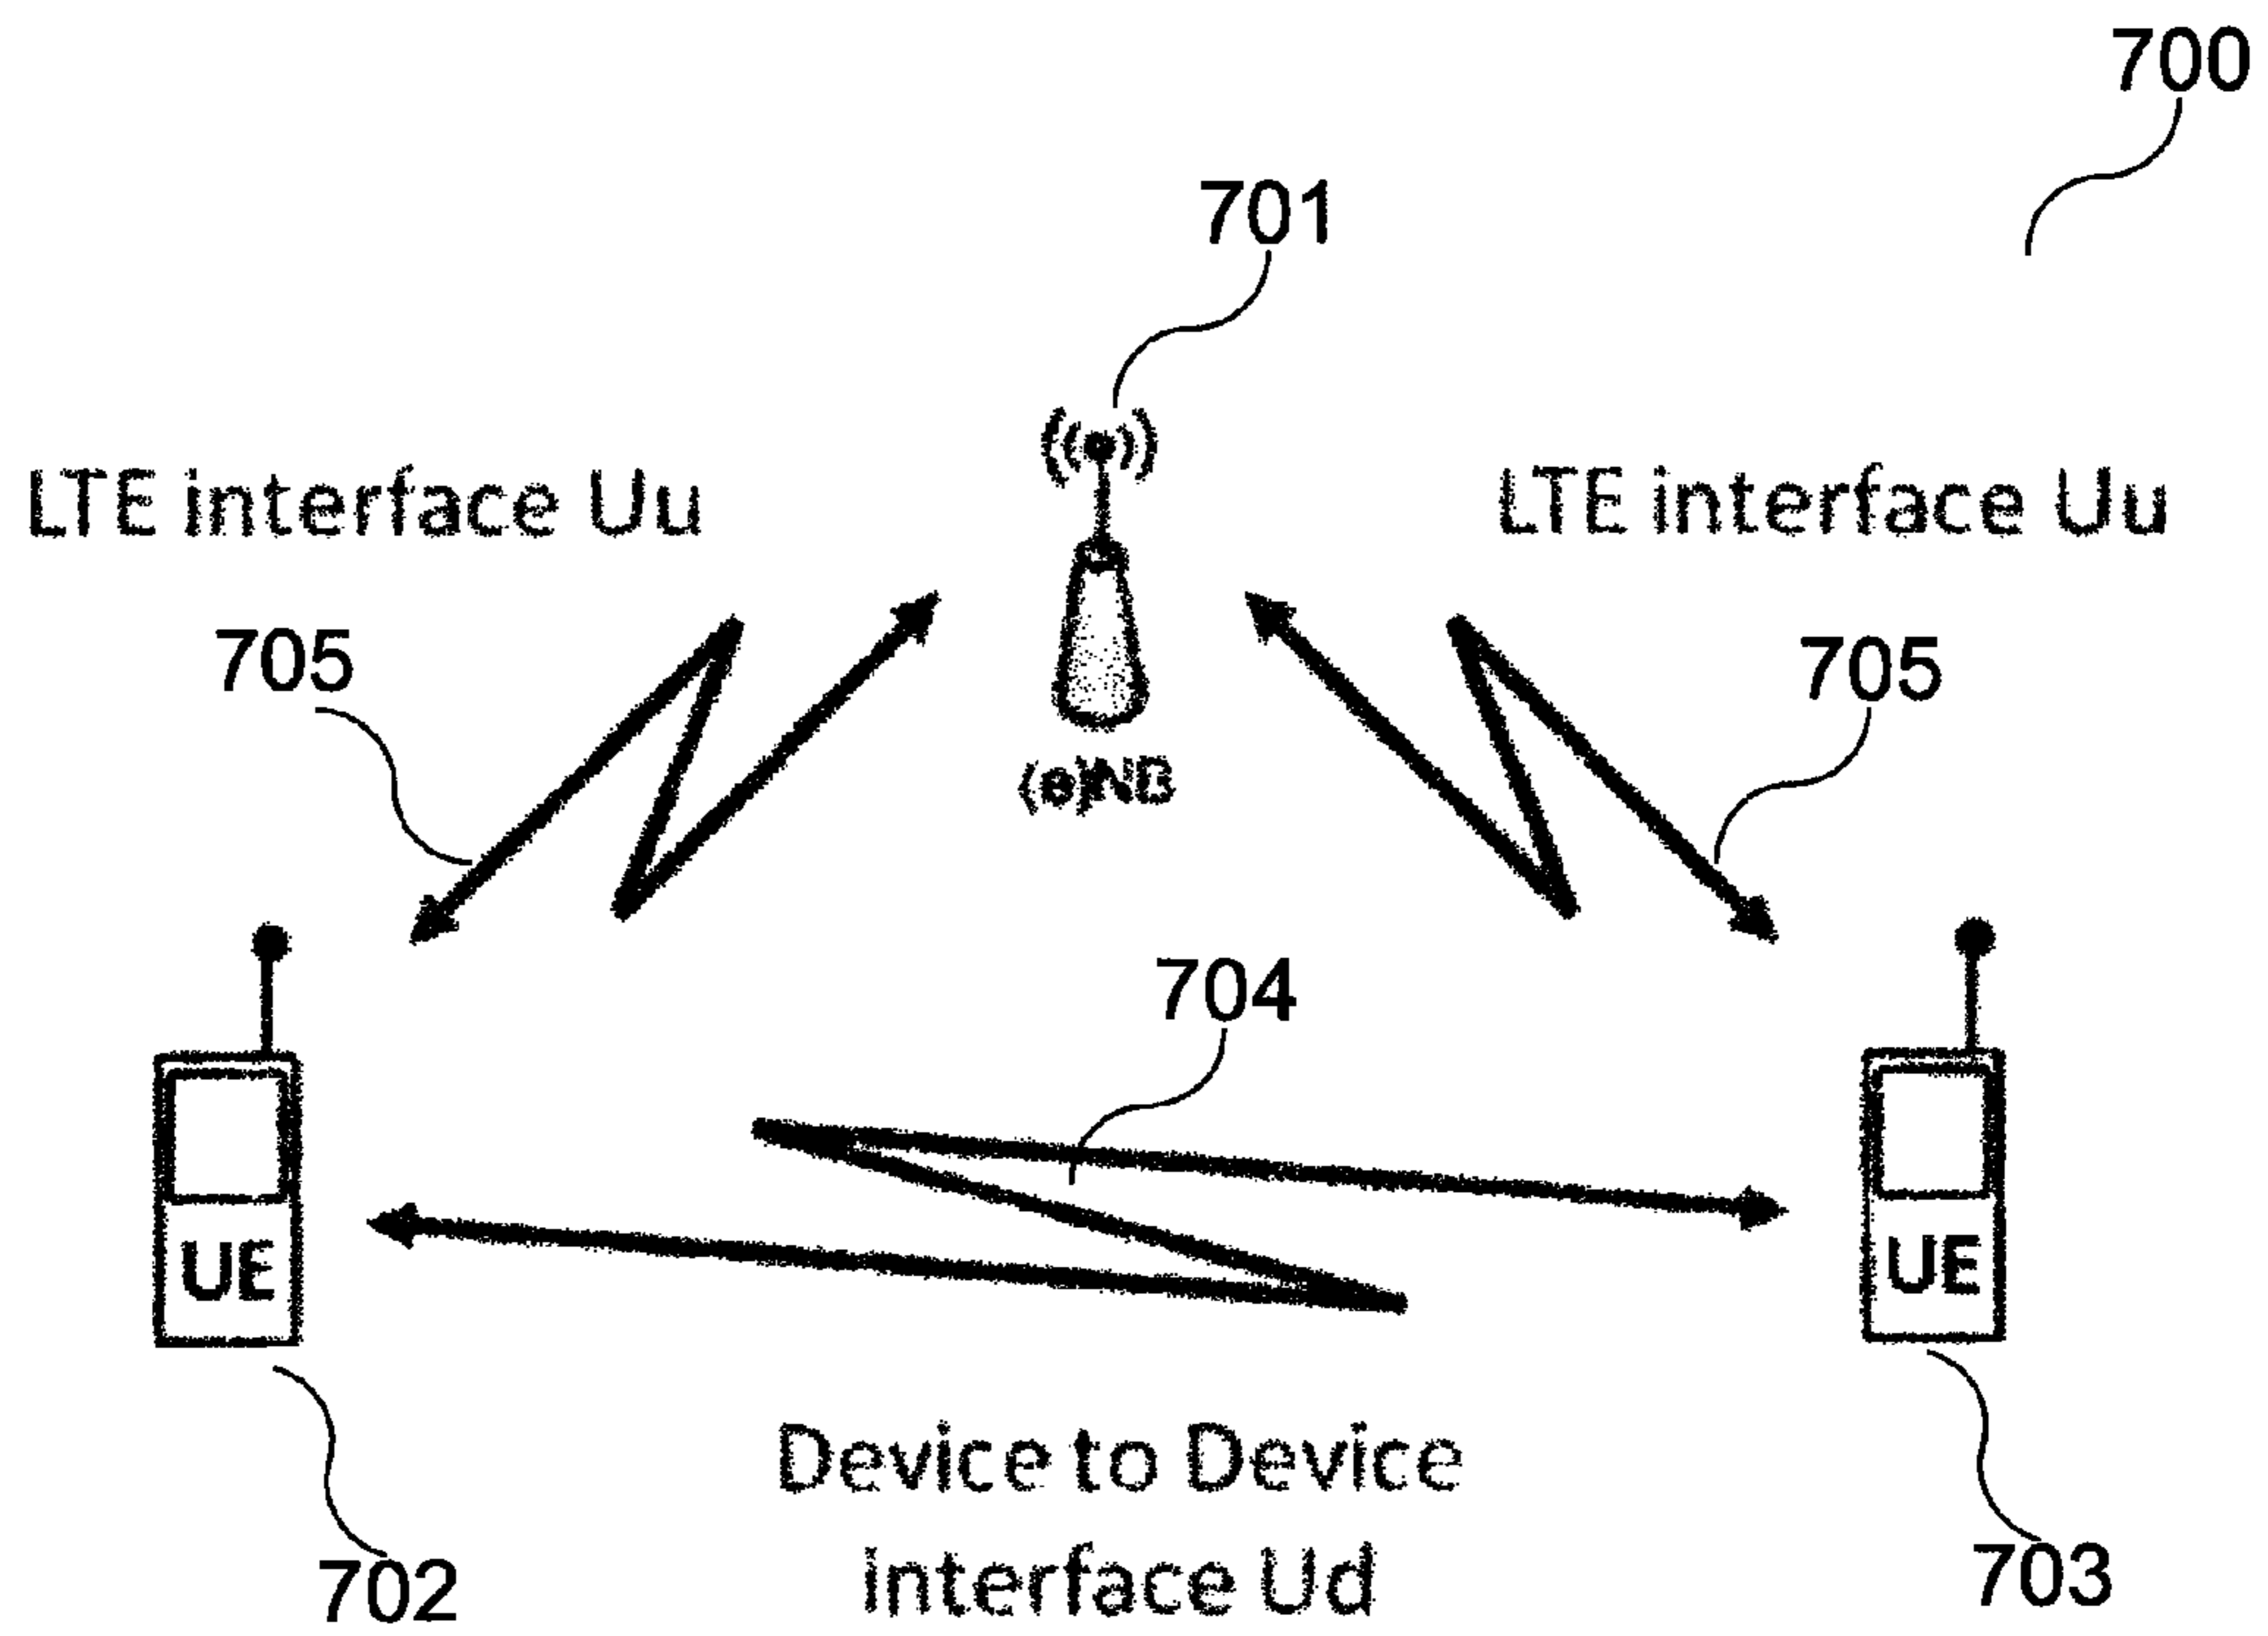 700
701
LTE interface Uu
LTE interface Uu
705
705
(e)NB
704
UE
UE
Device to Device
interface Ud
702
703